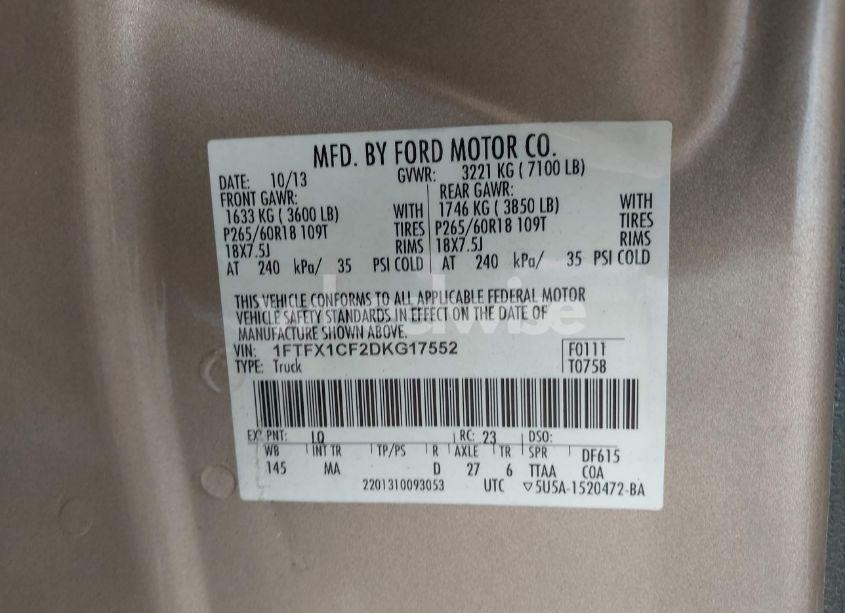 MFD. BY FORD MOTOR CO.
DATE: 10/13 GVWR: 3221 KG ( 7100 LB)
FRONT GAWR: REAR GAWR:
1633 KG ( 3600 LB) WITH 1746 KG ( 3850 LB) WITH
P265/60R18 109T TIRES P265/60R18 109T TIRES
18X7.5J RIMS 18X7.5J RIMS
AT 240 kPa/ 35 PSI COLD AT 240 kPa/ 35 PSI COLD
THIS VEHICLE CONFORMS TO ALL APPLICABLE FEDERAL MOTOR
VEHICLE SAFETY STANDARDS IN EFFECT ON THE DATE OF
MANUFACTURE SHOWN ABOVE.
VIN: 1FTFX1CF2DKG17552 F0111
TYPE: Truck T0758
EXT PNT: LQ RC: 23 DSO:
WB INT TR TP/PS R AXLE TR SPR DF615
145 MA D 27 6 TTAA COA
2201310093053 UTC ▽5U5A-1520472-BA